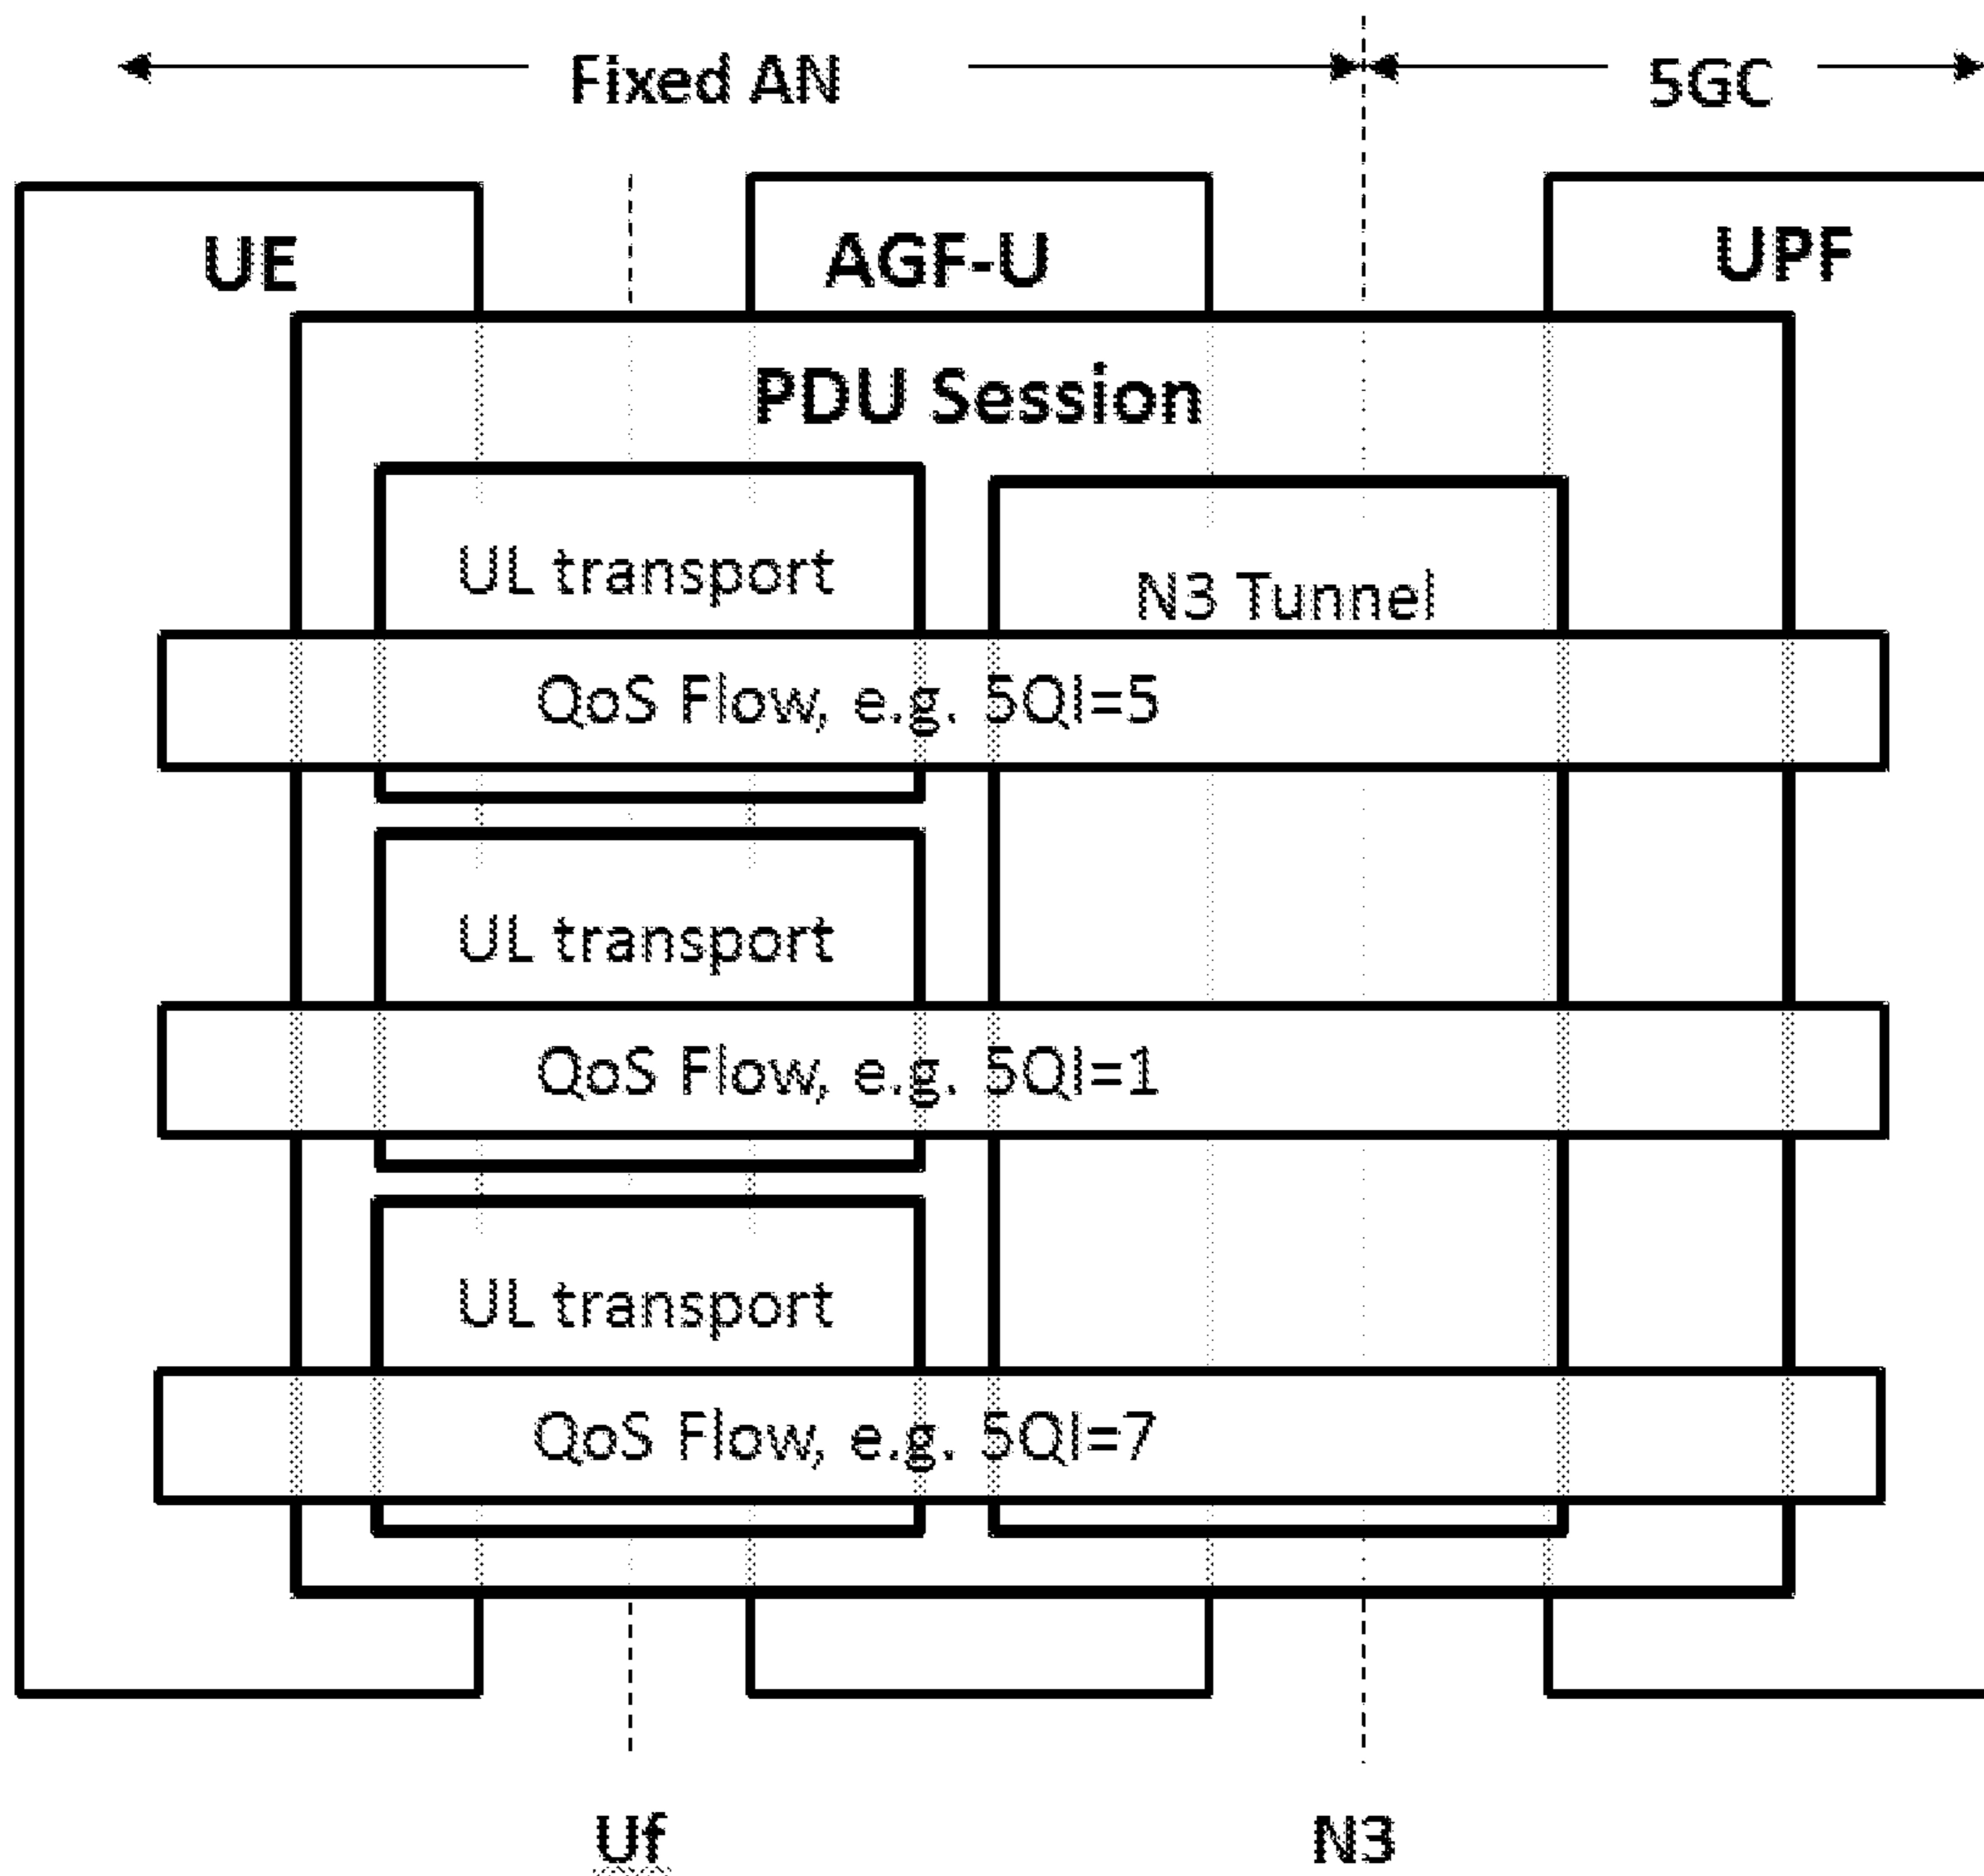 Fixed AN
5GC
UE
AGF-U
UPF
PDU Session
UL transport
N3 Tunnel
QoS Flow, e.g. 5QI=5
UL transport
QoS Flow, e.g. 5QI=1
UL transport
QoS Flow, e.g. 5QI=7
Uf
N3